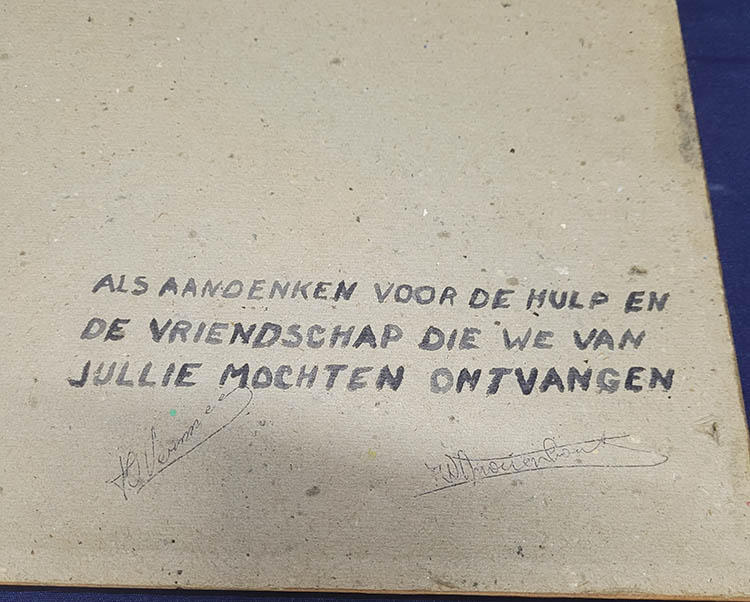 ALS AANDENKEN VOOR DE HULP EN
DE VRIENDSCHAP DIE WE VAN
JULLIE MOCHTEN ONTVANGEN